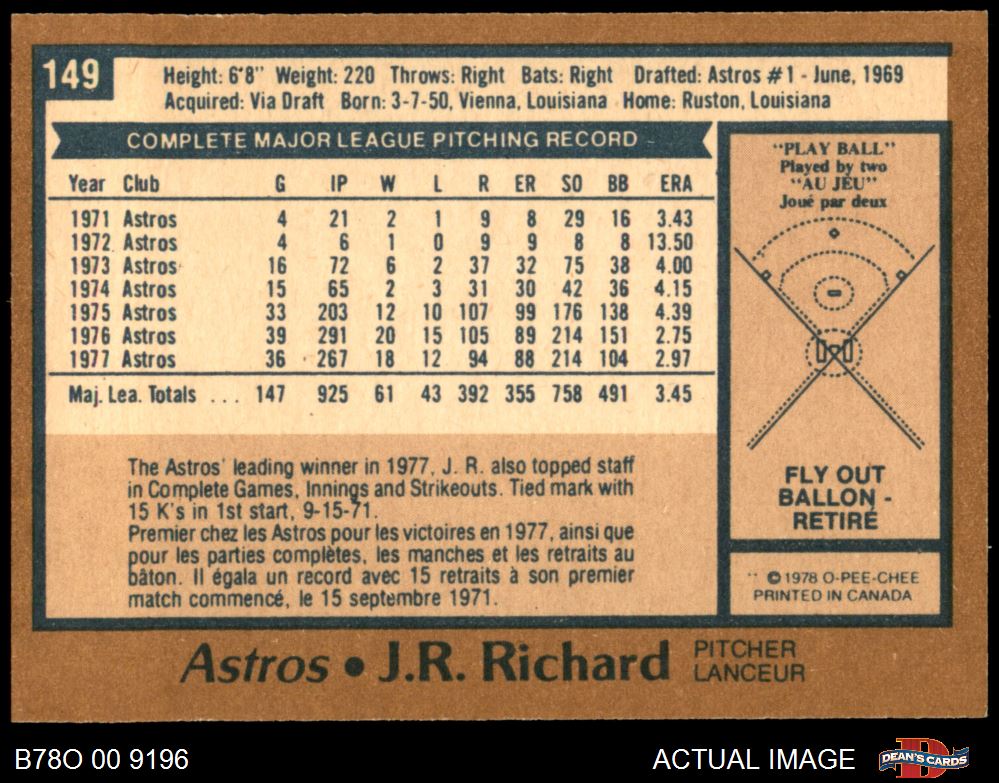 149
Height: 6'8" Weight: 220 Throws: Right Bats: Right Drafted: Astros #1 - June, 1969
Acquired: Via Draft Born: 3-7-50, Vienna, Louisiana Home: Ruston, Louisiana
COMPLETE MAJOR LEAGUE PITCHING RECORD
Year Club G IP W L R ER SO BB ERA
1971 Astros 4 21 2 1 9 8 29 16 3.43
1972 Astros 4 6 1 0 9 9 8 8 13.50
1973 Astros 16 72 6 2 37 32 75 38 4.00
1974 Astros 15 65 2 3 31 30 42 36 4.15
1975 Astros 33 203 12 10 107 99 176 138 4.39
1976 Astros 39 291 20 15 105 89 214 151 2.75
1977 Astros 36 267 18 12 94 88 214 104 2.97
Maj. Lea. Totals ... 147 925 61 43 392 355 758 491 3.45
The Astros' leading winner in 1977, J. R. also topped staff
in Complete Games, Innings and Strikeouts. Tied mark with
15 K's in 1st start, 9-15-71.
Premier chez les Astros pour les victoires en 1977, ainsi que
pour les parties complètes, les manches et les retraits au
bâton. Il égala un record avec 15 retraits à son premier
match commencé, le 15 septembre 1971.
"PLAY BALL"
Played by two
"AU JEU"
Joué par deux
FLY OUT
BALLON -
RETIRÉ
© 1978 O-PEE-CHEE
PRINTED IN CANADA
Astros • J.R. Richard
PITCHER
LANCEUR
B78O 00 9196
ACTUAL IMAGE
DEAN'S CARDS